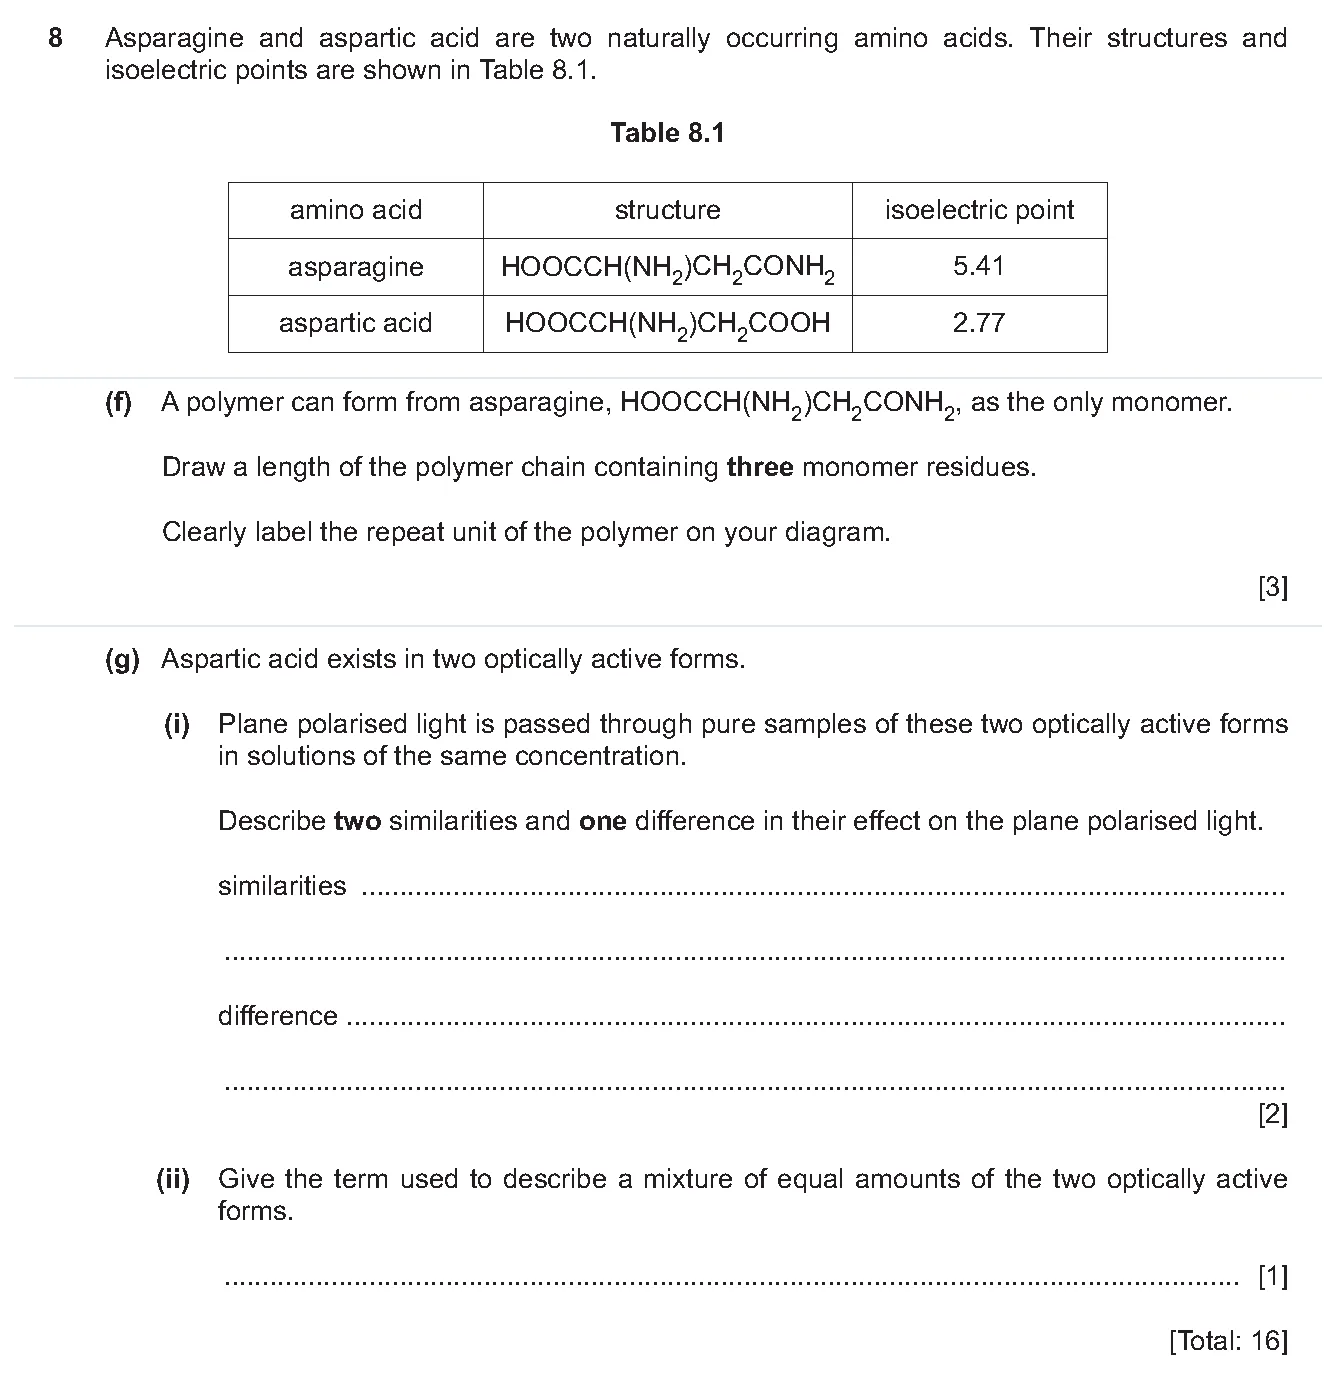 8 Asparagine and aspartic acid are two naturally occurring amino acids. Their structures and
isoelectric points are shown in Table 8.1.
Table 8.1
amino acid structure isoelectric point
asparagine HOOCCH(NH₂)CH₂CONH₂ 5.41
aspartic acid HOOCCH(NH₂)CH₂COOH 2.77
(f) A polymer can form from asparagine, HOOCCH(NH₂)CH₂CONH₂, as the only monomer.
Draw a length of the polymer chain containing three monomer residues.
Clearly label the repeat unit of the polymer on your diagram.
[3]
(g) Aspartic acid exists in two optically active forms.
(i) Plane polarised light is passed through pure samples of these two optically active forms
in solutions of the same concentration.
Describe two similarities and one difference in their effect on the plane polarised light.
similarities ................................................................
................................................................
difference ................................................................
................................................................
[2]
(ii) Give the term used to describe a mixture of equal amounts of the two optically active
forms.
................................................................ [1]
[Total: 16]